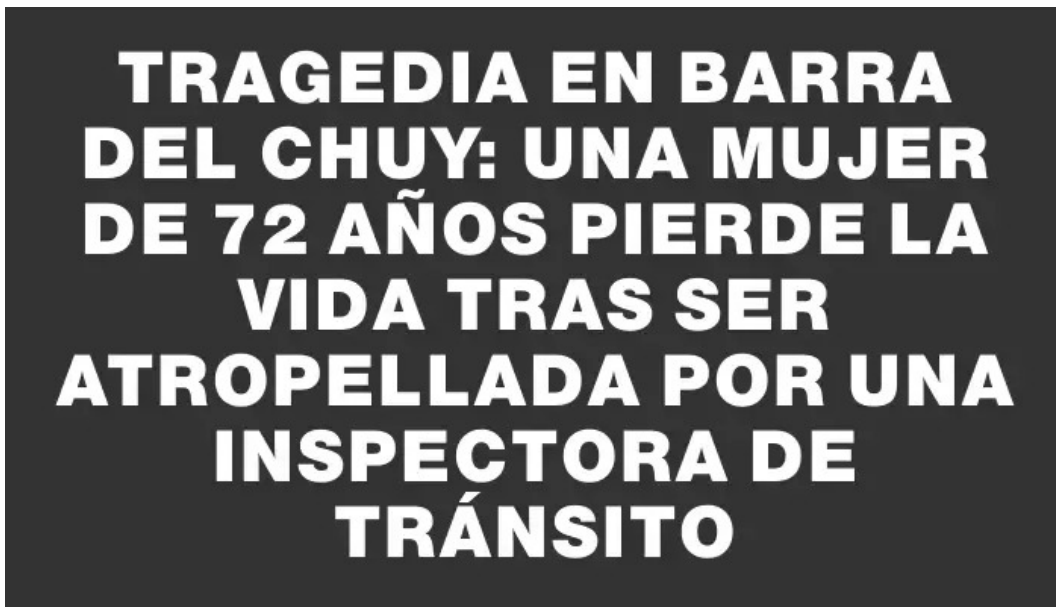 TRAGEDIA EN BARRA
DEL CHUY: UNA MUJER
DE 72 AÑOS PIERDE LA
VIDA TRAS SER
ATROPELLADA POR UNA
INSPECTORA DE
TRÁNSITO